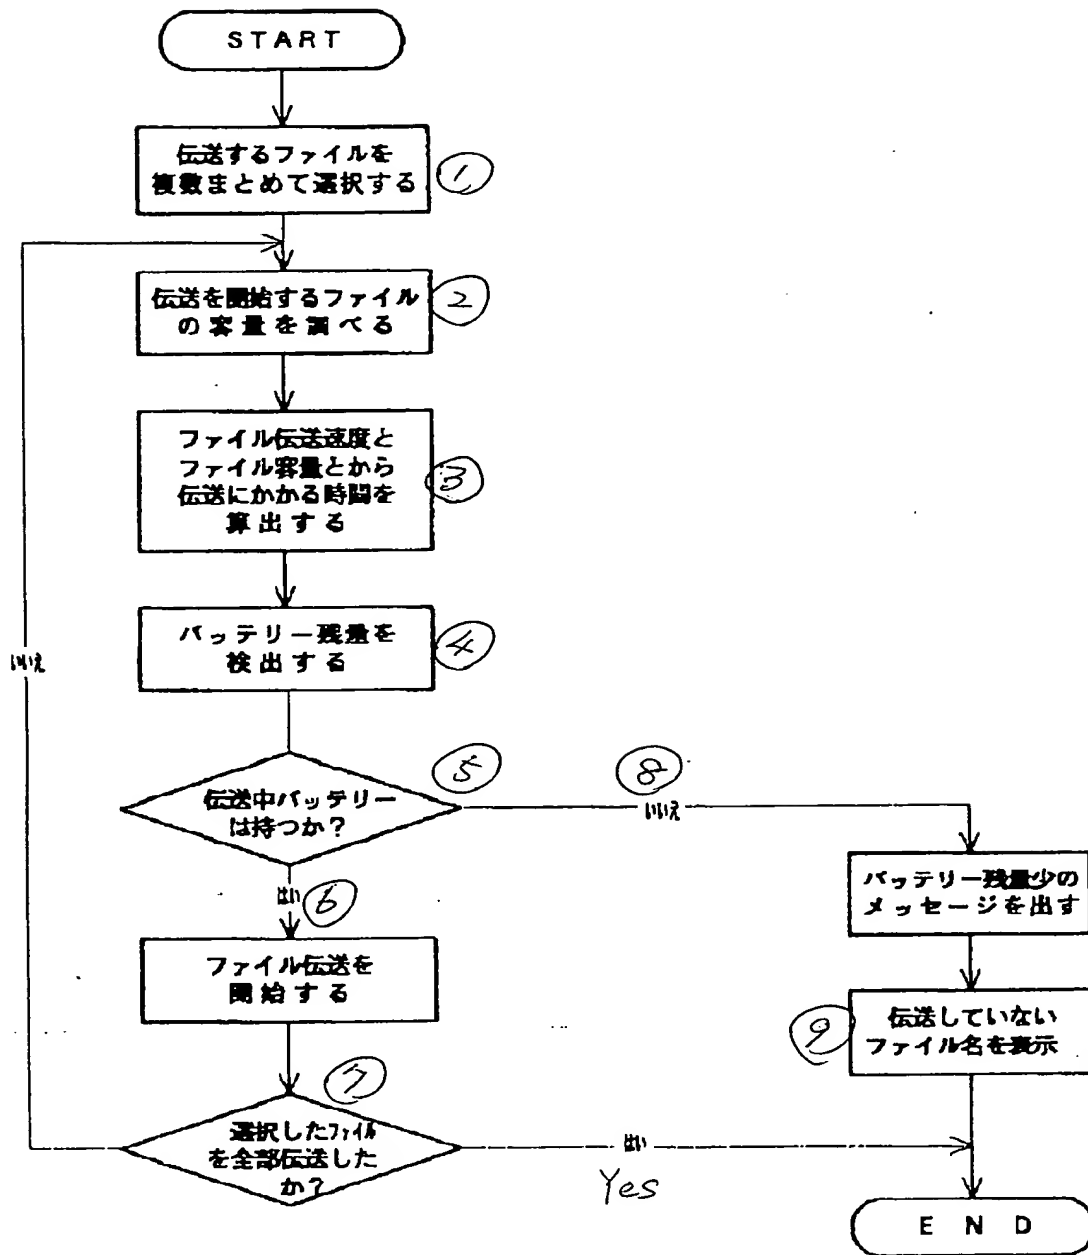 START
伝送するファイルを
複数まとめて選択する
①
伝送を開始するファイル
の容量を調べる
②
ファイル伝送速度と
ファイル容量とから
伝送にかかる時間を
算出する
③
バッテリー残量を
検出する
④
いいえ
伝送中バッテリー
は持つか?
⑤
⑧
いいえ
はい
⑥
バッテリー残量少の
メッセージを出す
ファイル伝送を
開始する
伝送していない
ファイル名を表示
⑨
⑦
選択したファイル
を全部伝送した
か?
はい
Yes
END